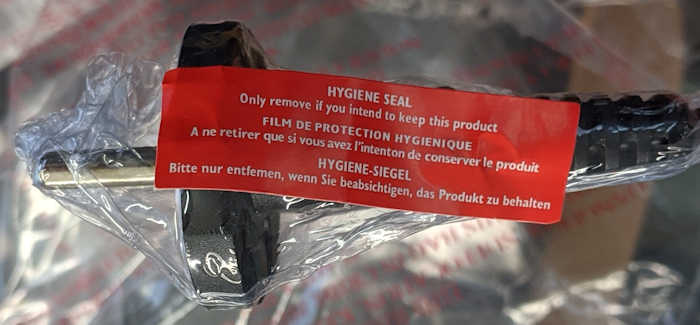 HYGIENE SEAL
Only remove if you intend to keep this product
FILM DE PROTECTION HYGIENIQUE
A ne retirer que si vous avez l'intenton de conserver le produit
HYGIENE-SIEGEL
Bitte nur entfemen, wenn Sie beabsichtigen, das Produkt zu behalten